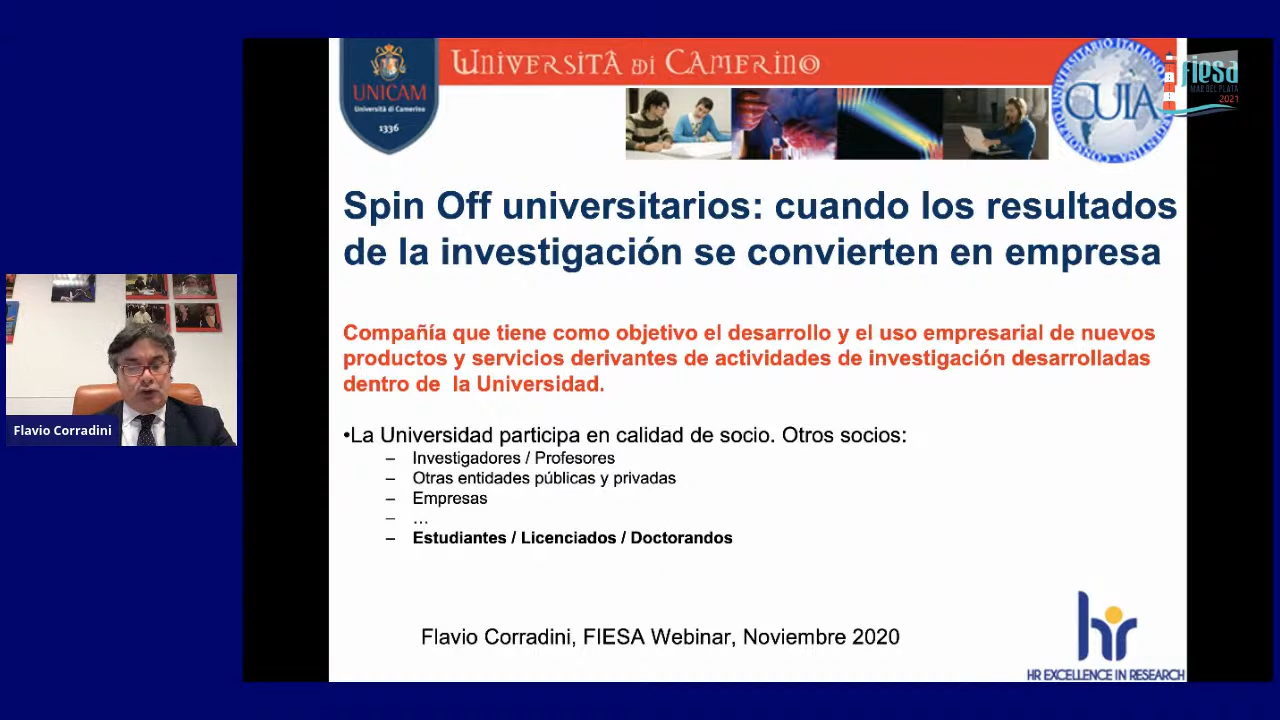 UNICAM
Università di Camerino
1336
Università di Camerino
CUIA
fiesa
MAR DEL PLATA
2021
Spin Off universitarios: cuando los resultados
de la investigación se convierten en empresa
Compañía que tiene como objetivo el desarrollo y el uso empresarial de nuevos
productos y servicios derivantes de actividades de investigación desarrolladas
dentro de la Universidad.
•La Universidad participa en calidad de socio. Otros socios:
– Investigadores / Profesores
– Otras entidades públicas y privadas
– Empresas
– ...
– Estudiantes / Licenciados / Doctorandos
Flavio Corradini
Flavio Corradini, FIESA Webinar, Noviembre 2020
hr
HR EXCELLENCE IN RESEARCH